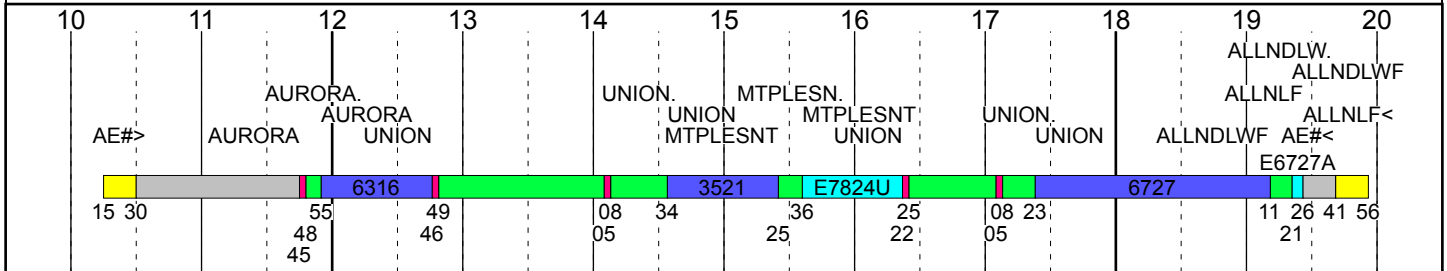 10 11 12 13 14 15 16 17 18 19 20
ALLNDLW.
ALLNDLWF
AURORA. UNION. MTPLESN. ALLNLF
AURORA UNION MTPLESNT UNION. ALLNLF<
AE#> AURORA UNION MTPLESNT UNION UNION ALLNDLWF AE#<
E6727A
6316 3521 E7824U 6727
15 30 55 49 08 34 36 25 08 23 11 26 41 56
48 46 05 25 22 05 21
45